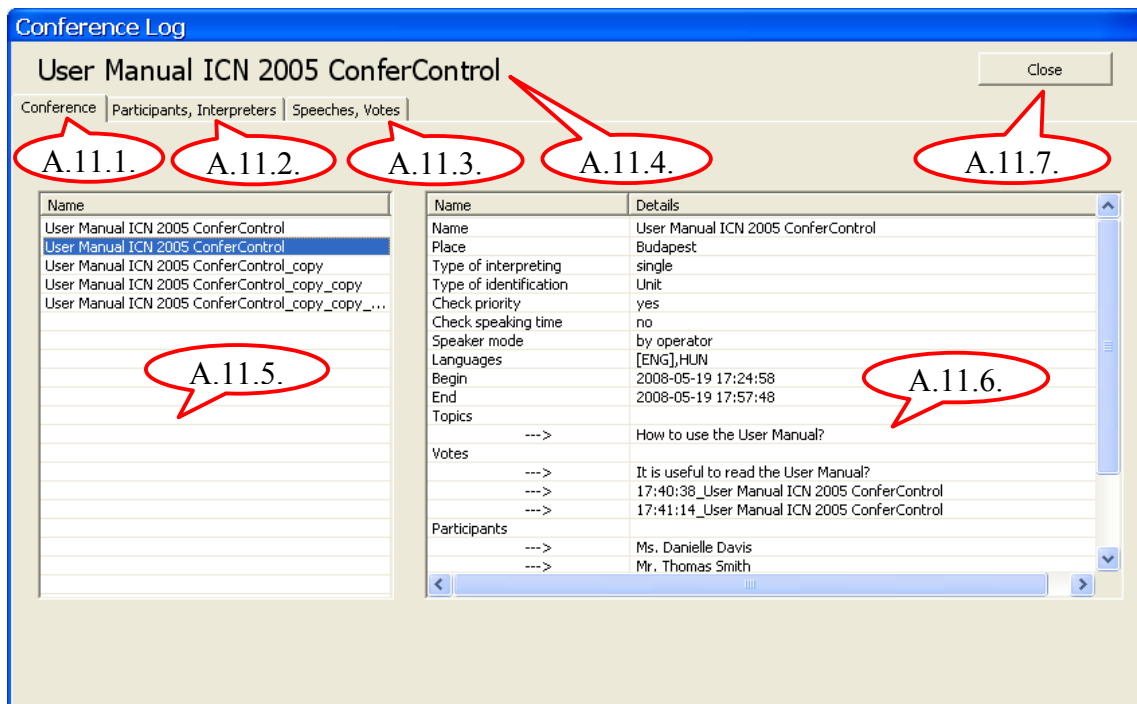 Conference Log
User Manual ICN 2005 ConferControl
Close
Conference Participants, Interpreters Speeches, Votes
A.11.1. A.11.2. A.11.3. A.11.4. A.11.7.
Name
User Manual ICN 2005 ConferControl
User Manual ICN 2005 ConferControl
User Manual ICN 2005 ConferControl_copy
User Manual ICN 2005 ConferControl_copy_copy
User Manual ICN 2005 ConferControl_copy_copy_...
A.11.5.
Name Details
Name User Manual ICN 2005 ConferControl
Place Budapest
Type of interpreting single
Type of identification Unit
Check priority yes
Check speaking time no
Speaker mode by operator
Languages [ENG],HUN
Begin 2008-05-19 17:24:58
End 2008-05-19 17:57:48
A.11.6.
Topics
---> How to use the User Manual?
Votes
---> It is useful to read the User Manual?
---> 17:40:38_User Manual ICN 2005 ConferControl
---> 17:41:14_User Manual ICN 2005 ConferControl
Participants
---> Ms. Danielle Davis
---> Mr. Thomas Smith